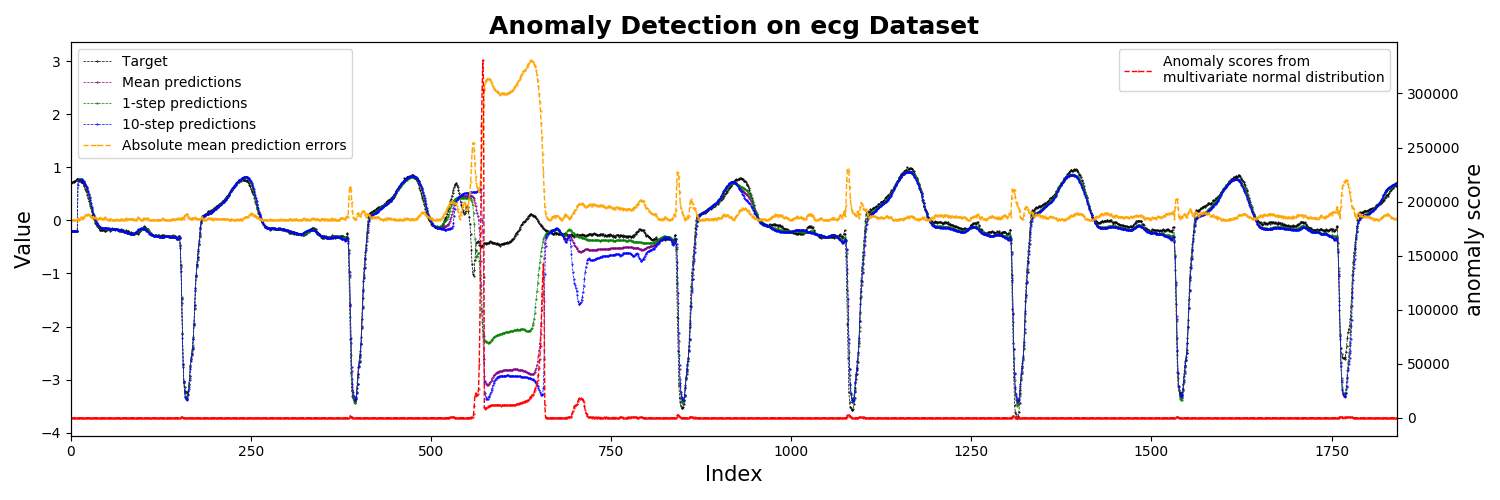 Anomaly Detection on ecg Dataset
Target
Mean predictions
1-step predictions
10-step predictions
Absolute mean prediction errors
Anomaly scores from
multivariate normal distribution
Value
3
2
1
0
−1
−2
−3
−4
300000
250000
200000
150000
100000
50000
0
anomaly score
0 250 500 750 1000 1250 1500 1750
Index